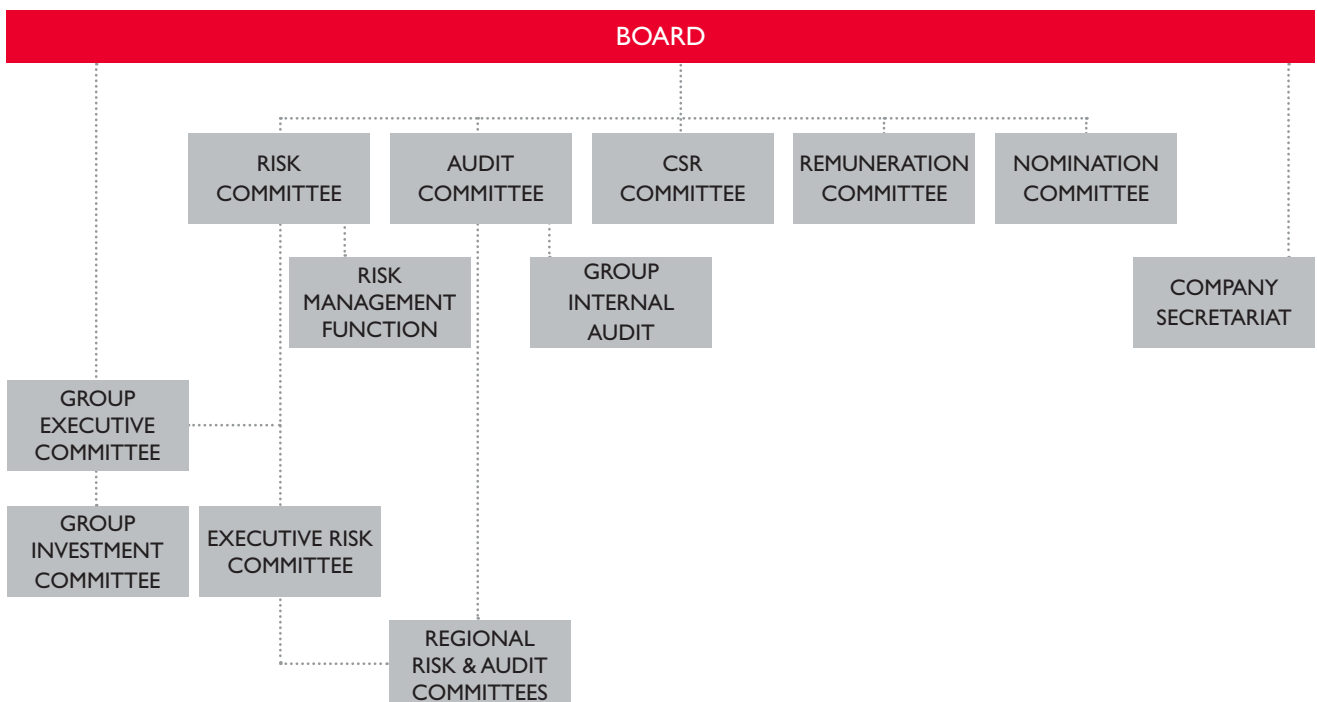 BOARD
RISK
COMMITTEE
AUDIT
COMMITTEE
CSR
COMMITTEE
REMUNERATION
COMMITTEE
NOMINATION
COMMITTEE
RISK
MANAGEMENT
FUNCTION
GROUP
INTERNAL
AUDIT
COMPANY
SECRETARIAT
GROUP
EXECUTIVE
COMMITTEE
GROUP
INVESTMENT
COMMITTEE
EXECUTIVE RISK
COMMITTEE
REGIONAL
RISK & AUDIT
COMMITTEES